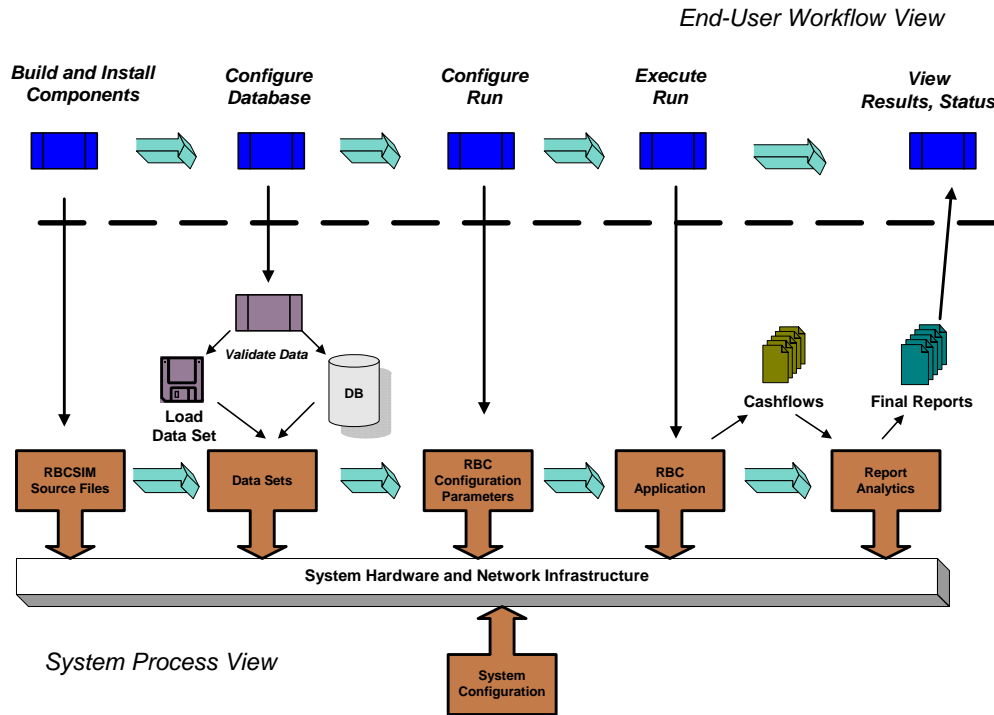 End-User Workflow View
Build and Install
Components
Configure
Database
Configure
Run
Execute
Run
View
Results, Status
Validate Data
Load
Data Set
DB
Cashflows
Final Reports
RBCSIM
Source Files
Data Sets
RBC
Configuration
Parameters
RBC
Application
Report
Analytics
System Hardware and Network Infrastructure
System Process View
System
Configuration